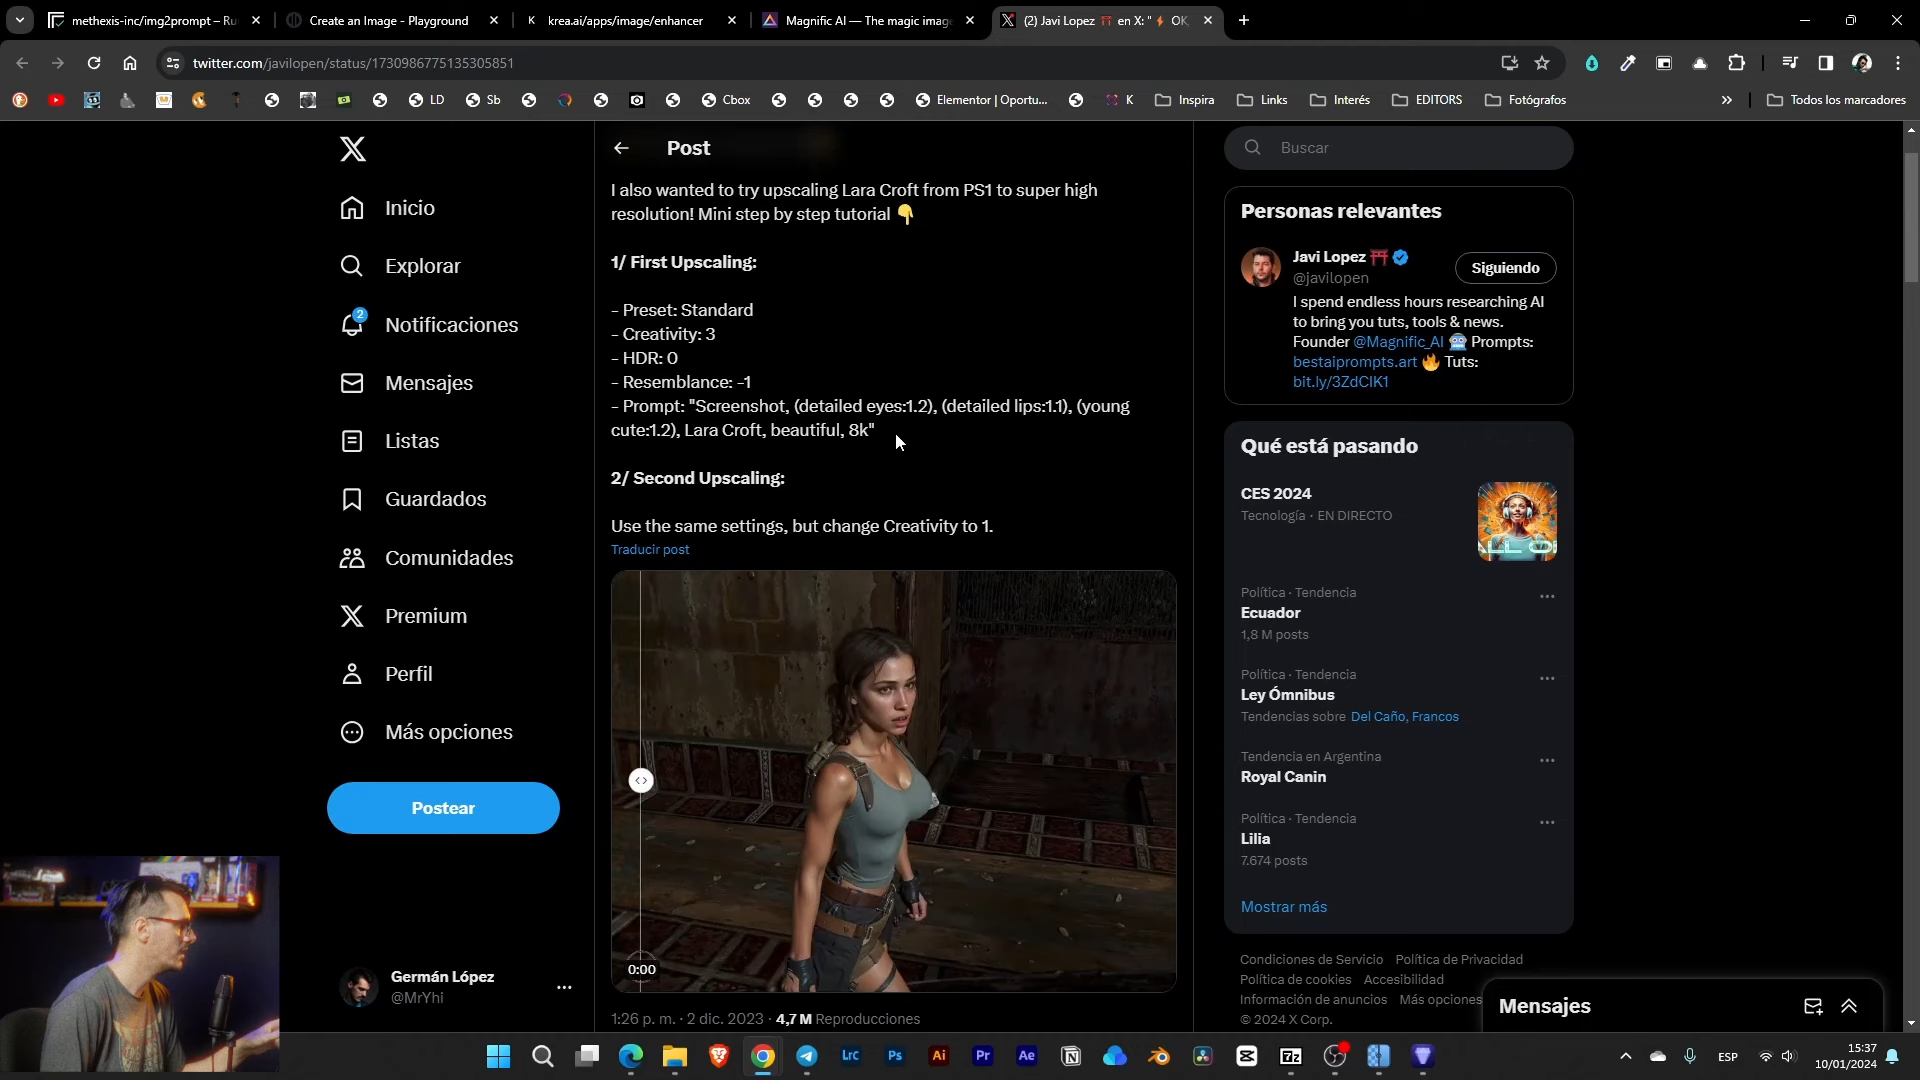 methexis-inc/img2prompt – Ru
Create an Image - Playground
krea.ai/apps/image/enhancer
Magnific AI — The magic imag
(2) Javi Lopez ⛩️ en X: "⚡ OK,
twitter.com/javilopen/status/1730986775135305851
LD
Sb
Cbox
Elementor | Oportu...
K
Inspira
Links
Interés
EDITORS
Fotógrafos
Todos los marcadores
Inicio
Explorar
2
Notificaciones
Mensajes
Listas
Guardados
Comunidades
Premium
Perfil
Más opciones
Postear
Germán López
@MrYhi
Post
I also wanted to try upscaling Lara Croft from PS1 to super high
resolution! Mini step by step tutorial 👇
1/ First Upscaling:
- Preset: Standard
- Creativity: 3
- HDR: 0
- Resemblance: -1
- Prompt: "Screenshot, (detailed eyes:1.2), (detailed lips:1.1), (young
cute:1.2), Lara Croft, beautiful, 8k"
2/ Second Upscaling:
Use the same settings, but change Creativity to 1.
Traducir post
0:00
1:26 p. m. · 2 dic. 2023 · 4,7 M Reproducciones
Buscar
Personas relevantes
Javi Lopez ⛩️
@javilopen
Siguiendo
I spend endless hours researching AI
to bring you tuts, tools & news.
Founder @Magnific_AI 🤖 Prompts:
bestaiprompts.art 🔥 Tuts:
bit.ly/3ZdCIK1
Qué está pasando
CES 2024
Tecnología · EN DIRECTO
Política · Tendencia
Ecuador
1,8 M posts
Política · Tendencia
Ley Ómnibus
Tendencias sobre Del Caño, Francos
Tendencia en Argentina
Royal Canin
Política · Tendencia
Lilia
7.674 posts
Mostrar más
Condiciones de Servicio Política de Privacidad
Política de cookies Accesibilidad
Información de anuncios Más opciones
© 2024 X Corp.
Mensajes
Lrc
Ps
Ai
Pr
Ae
7z
ESP
15:37
10/01/2024